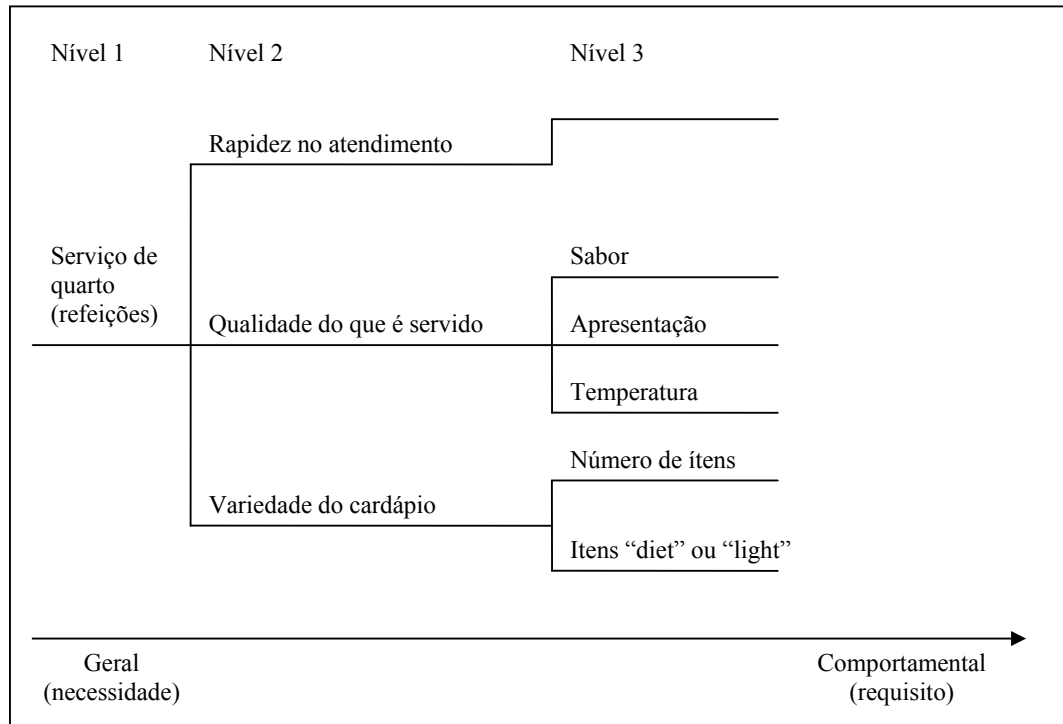 Nível 1
Nível 2
Nível 3
Rapidez no atendimento
Serviço de
quarto
(refeições)
Qualidade do que é servido
Sabor
Apresentação
Temperatura
Variedade do cardápio
Número de ítens
Itens “diet” ou “light”
Geral
(necessidade)
Comportamental
(requisito)